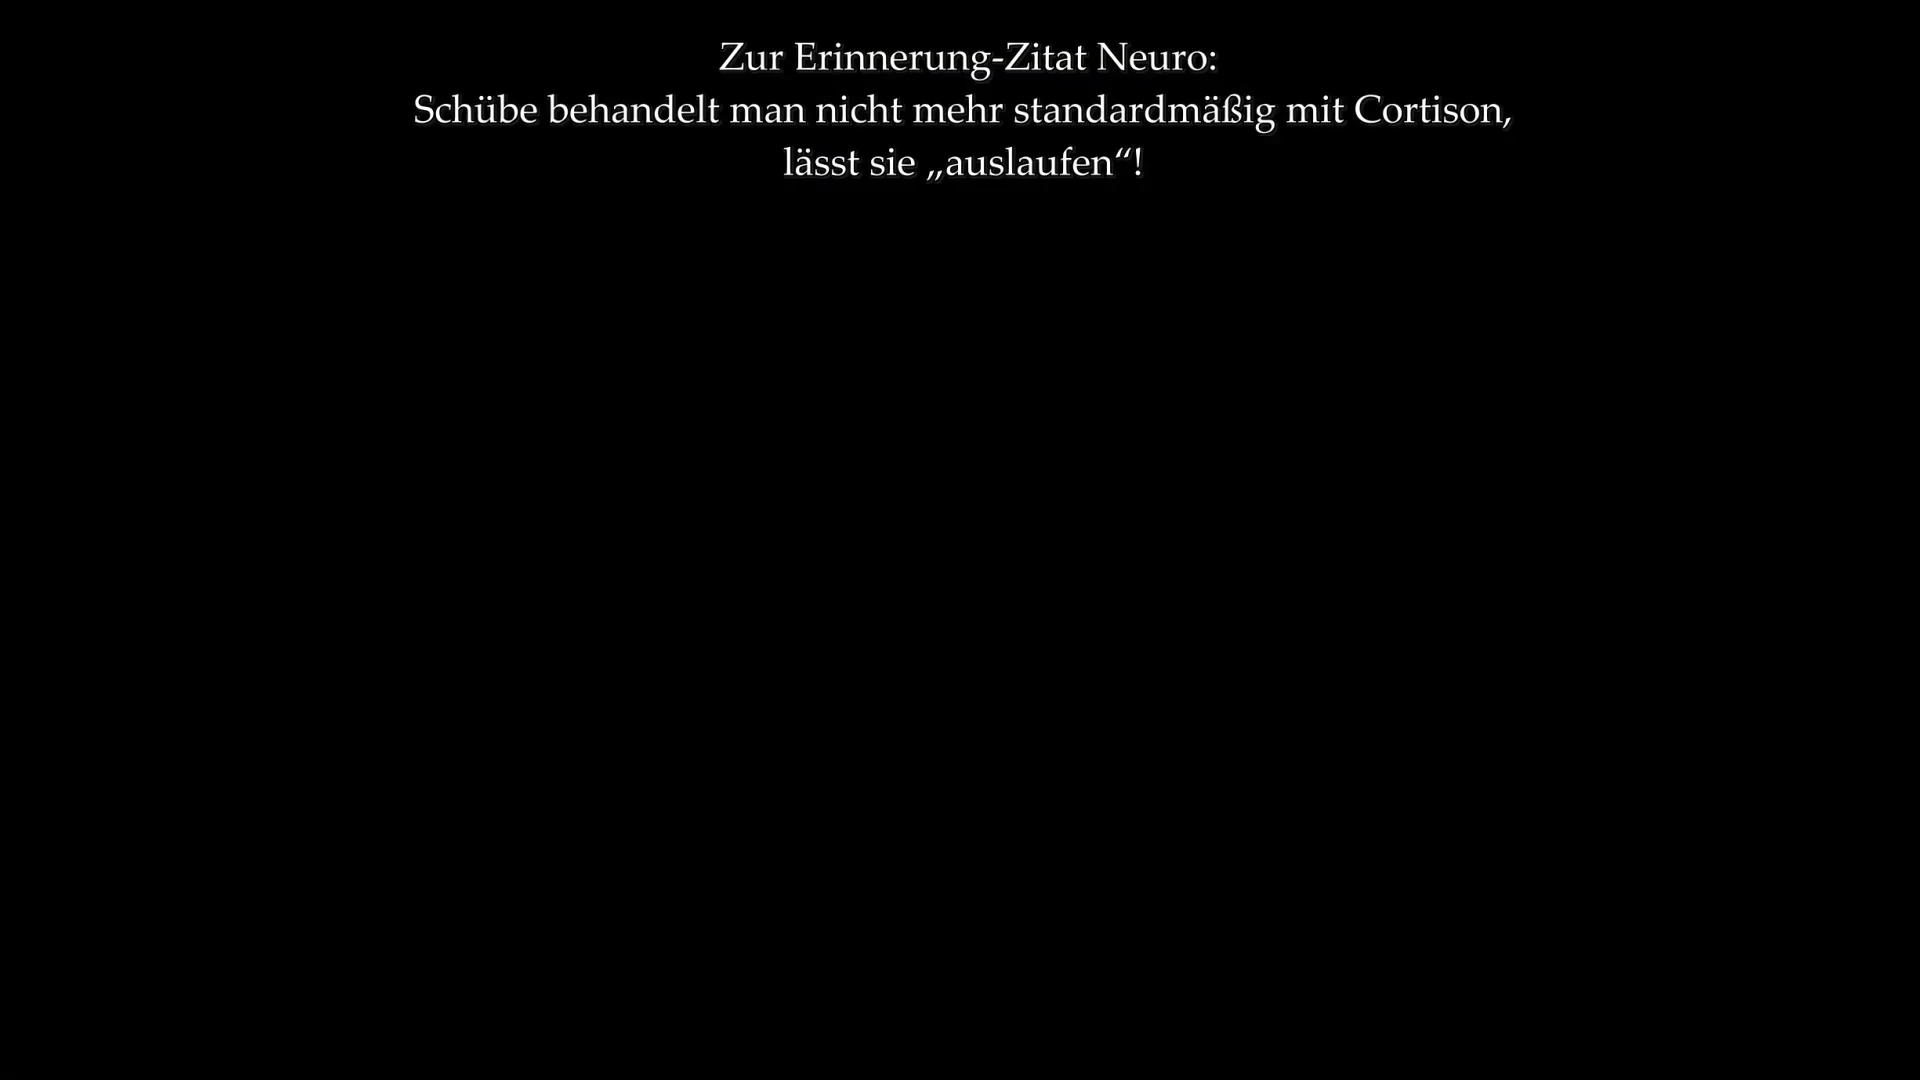 Zur Erinnerung-Zitat Neuro:
Schübe behandelt man nicht mehr standardmäßig mit Cortison,
lässt sie „auslaufen“!